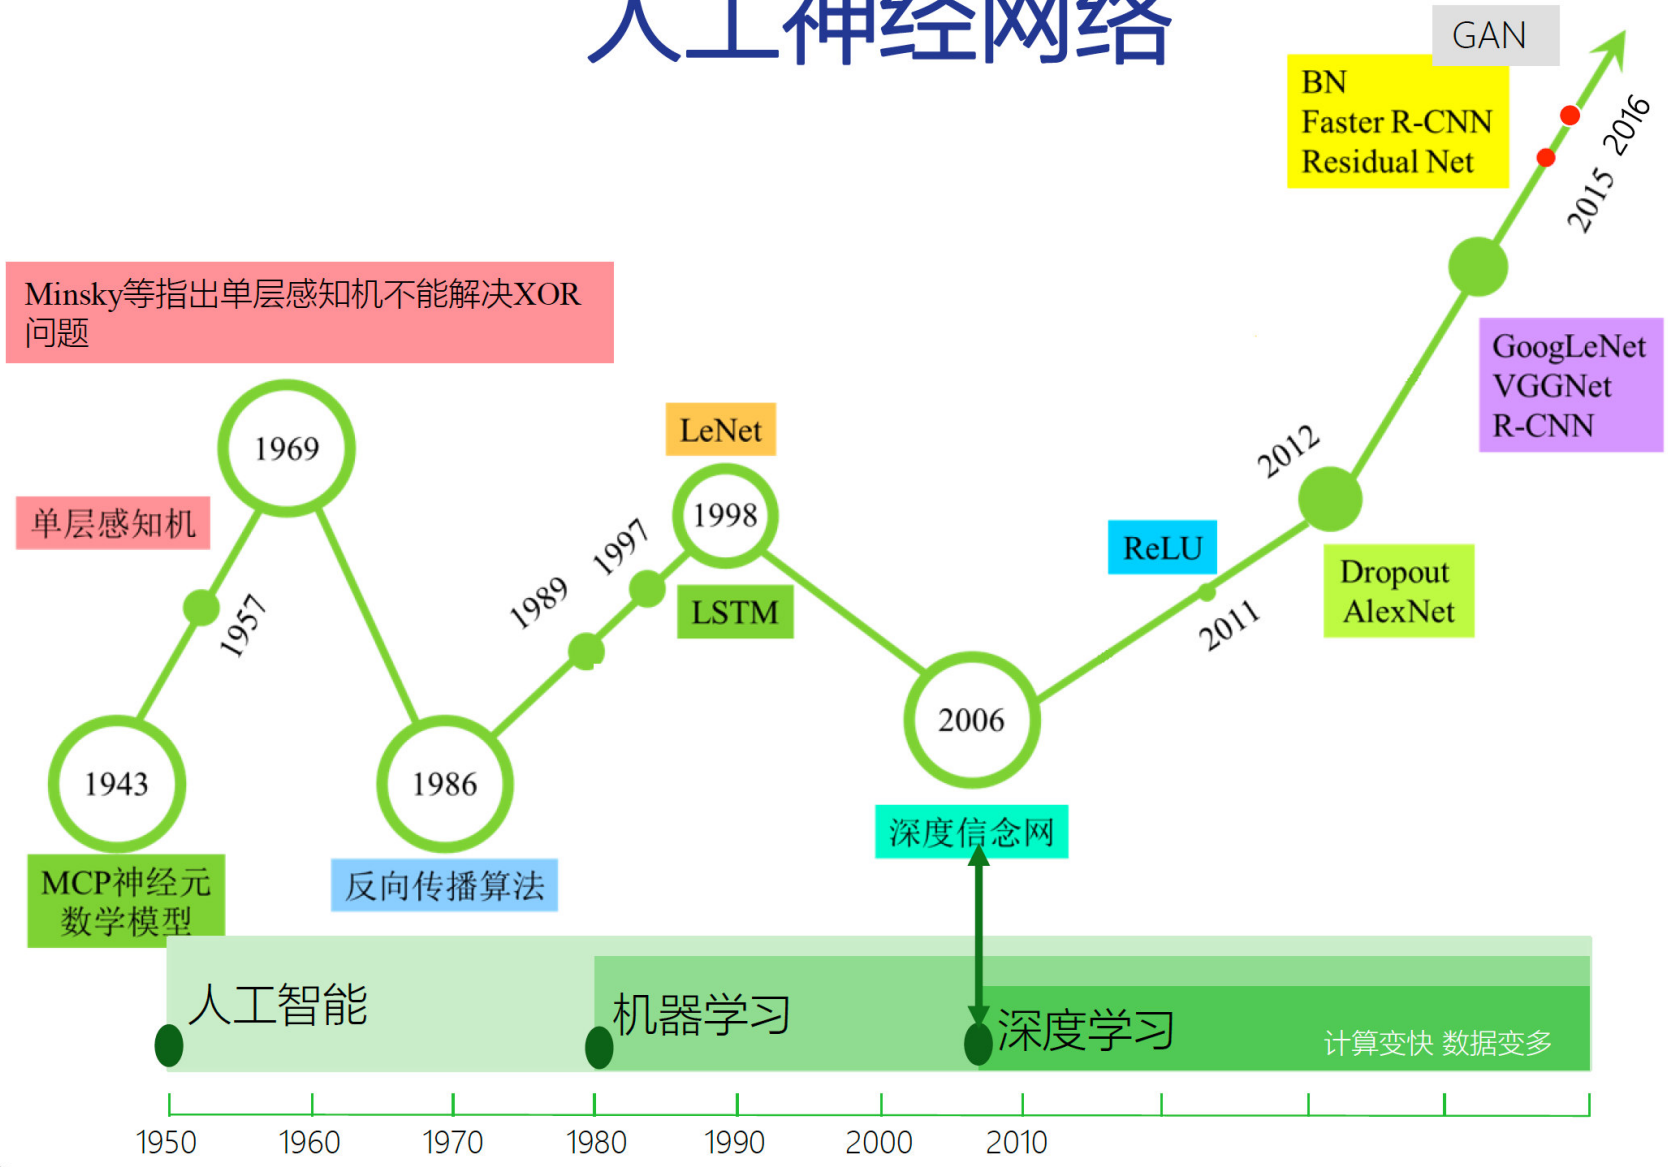 人工神经网络
GAN
BN
Faster R-CNN
Residual Net
2016
2015
Minsky等指出单层感知机不能解决XOR
问题
GoogLeNet
VGGNet
R-CNN
1969
LeNet
2012
单层感知机
1998
1997
ReLU
Dropout
AlexNet
1989
LSTM
1957
2011
2006
1943
1986
深度信念网
MCP神经元
数学模型
反向传播算法
人工智能
机器学习
深度学习
计算变快 数据变多
1950 1960 1970 1980 1990 2000 2010